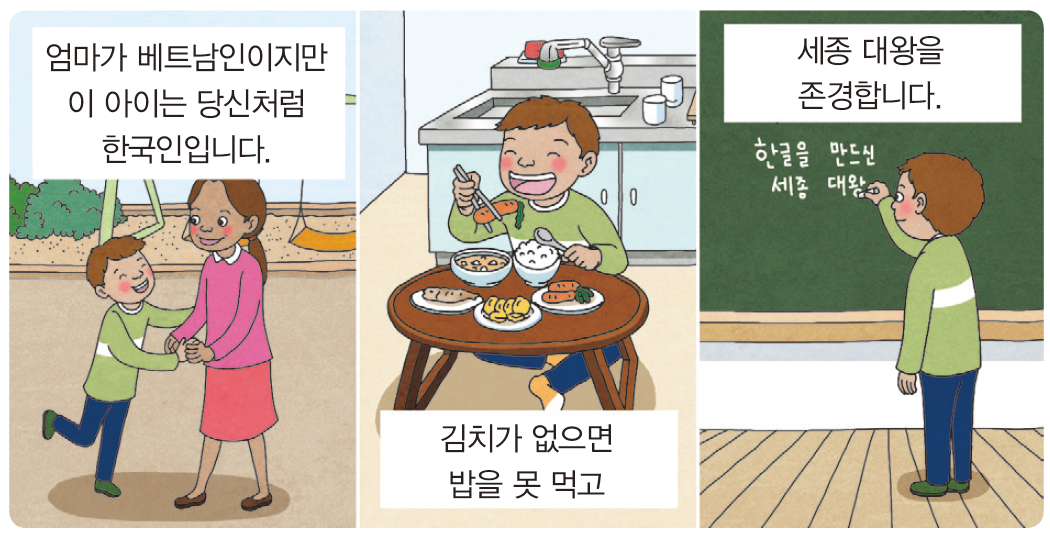 엄마가 베트남인이지만
이 아이는 당신처럼
한국인입니다.
김치가 없으면
밥을 못 먹고
세종 대왕을
존경합니다.
한글을 만드신
세종 대왕